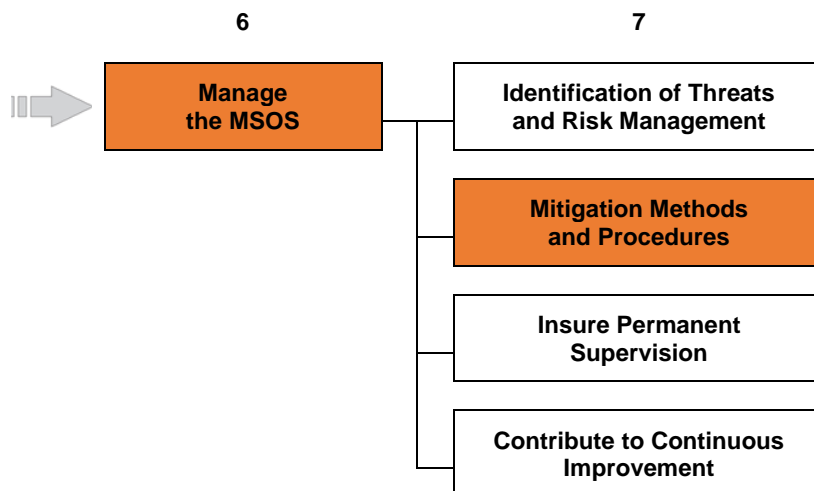 6
7
Manage
the MSOS
Identification of Threats
and Risk Management
Mitigation Methods
and Procedures
Insure Permanent
Supervision
Contribute to Continuous
Improvement